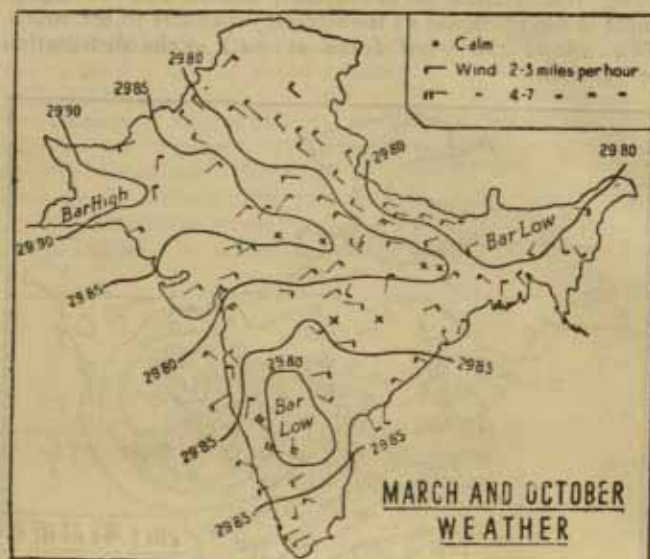 • Calm
Wind 2-3 miles per hour
" 4-7 " " "
29.80
29.85
29.90
29.80
29.80
Bar High
Bar Low
29.90
29.85
29.80
29.80
29.85
Bar
Low
29.85
29.85
29.85
MARCH AND OCTOBER
WEATHER